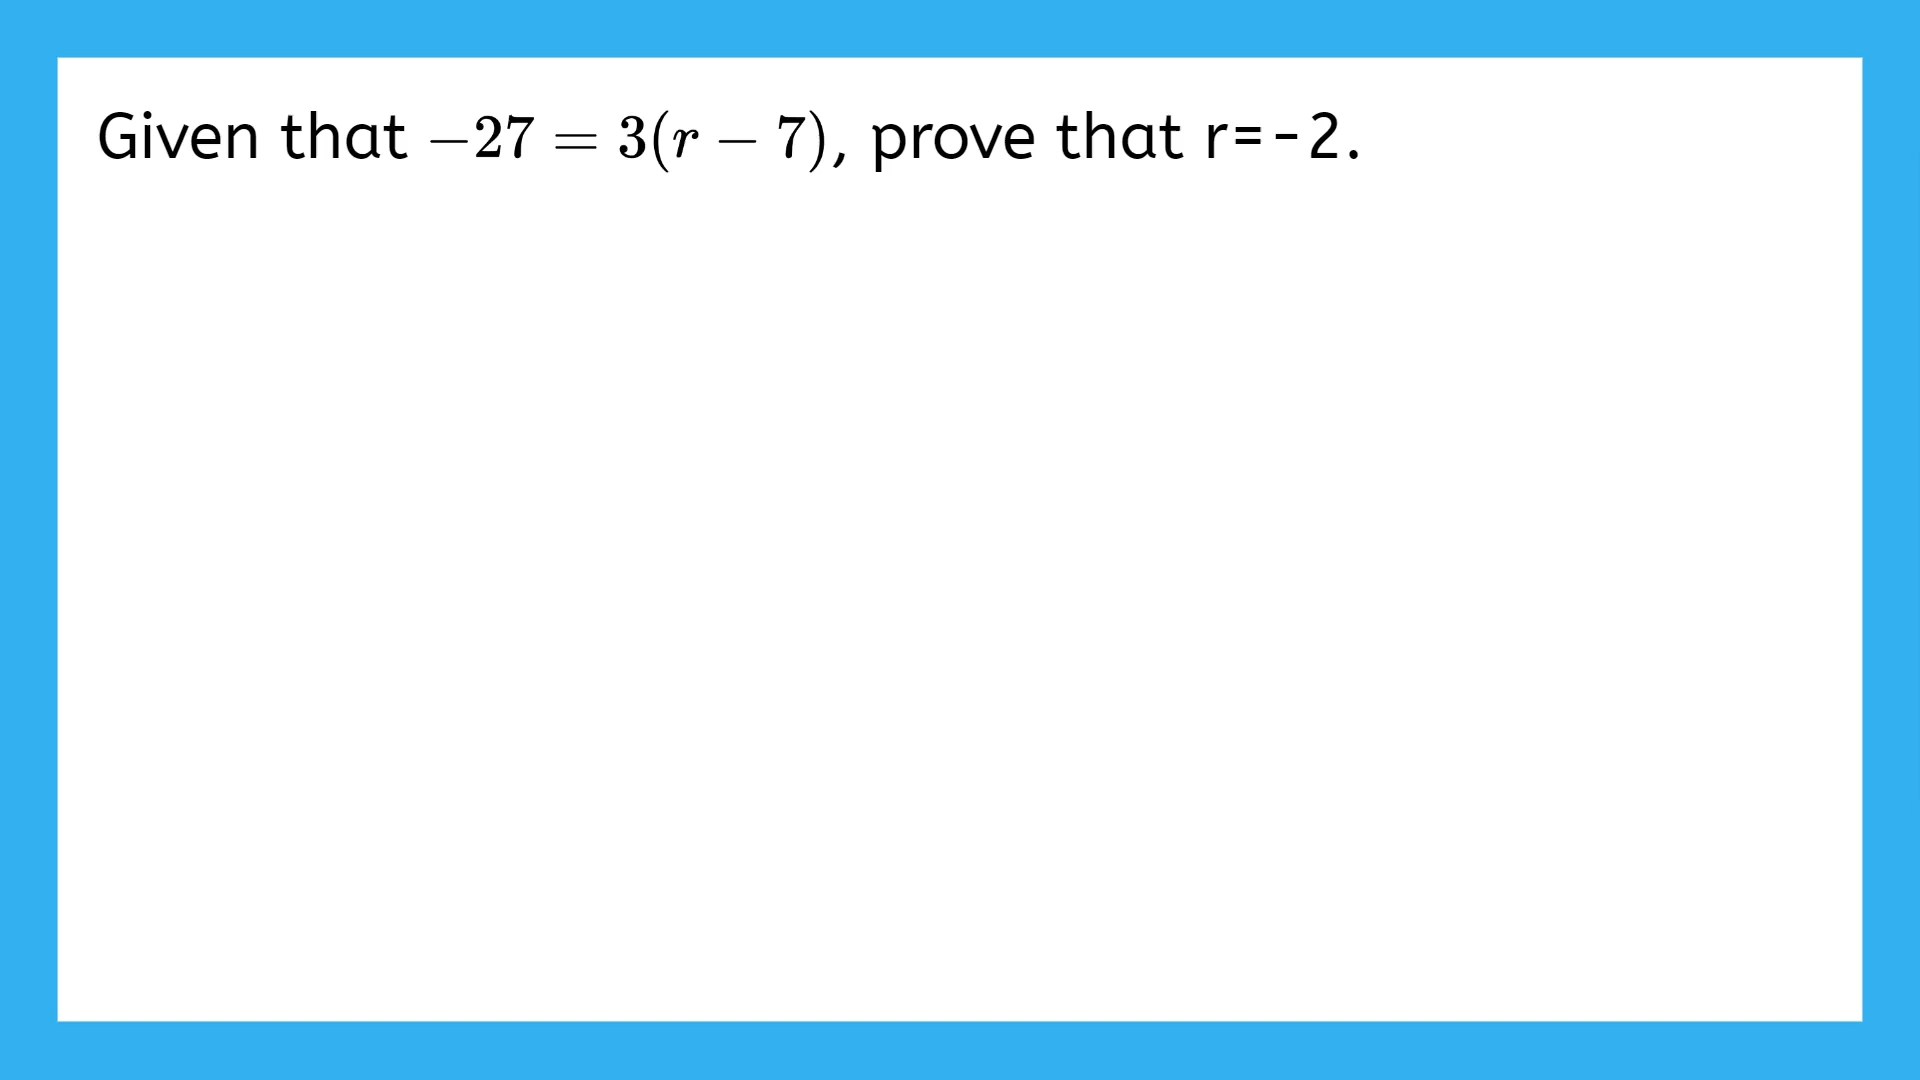 Given that −27 = 3(r − 7), prove that r=-2.